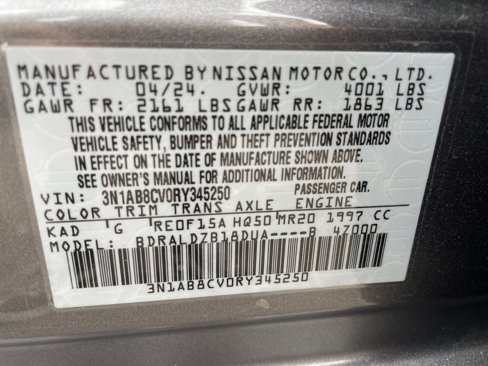 MANUFACTURED BY NISSAN MOTOR CO., LTD.
DATE: 04/24. GVWR: 4001 LBS
GAWR FR: 2161 LBS GAWR RR: 1863 LBS
THIS VEHICLE CONFORMS TO ALL APPLICABLE FEDERAL MOTOR
VEHICLE SAFETY, BUMPER AND THEFT PREVENTION STANDARDS
IN EFFECT ON THE DATE OF MANUFACTURE SHOWN ABOVE.
SEE OWNER'S MANUAL FOR ADDITIONAL INFORMATION.
VIN: 3N1AB8CV0RY345250 PASSENGER CAR.
COLOR TRIM TRANS AXLE ENGINE
KAD G RE0F15A HQ50 MR20 1997 CC
MODEL: BDRALDZB18DUA----B 47000
3N1AB8CV0RY345250